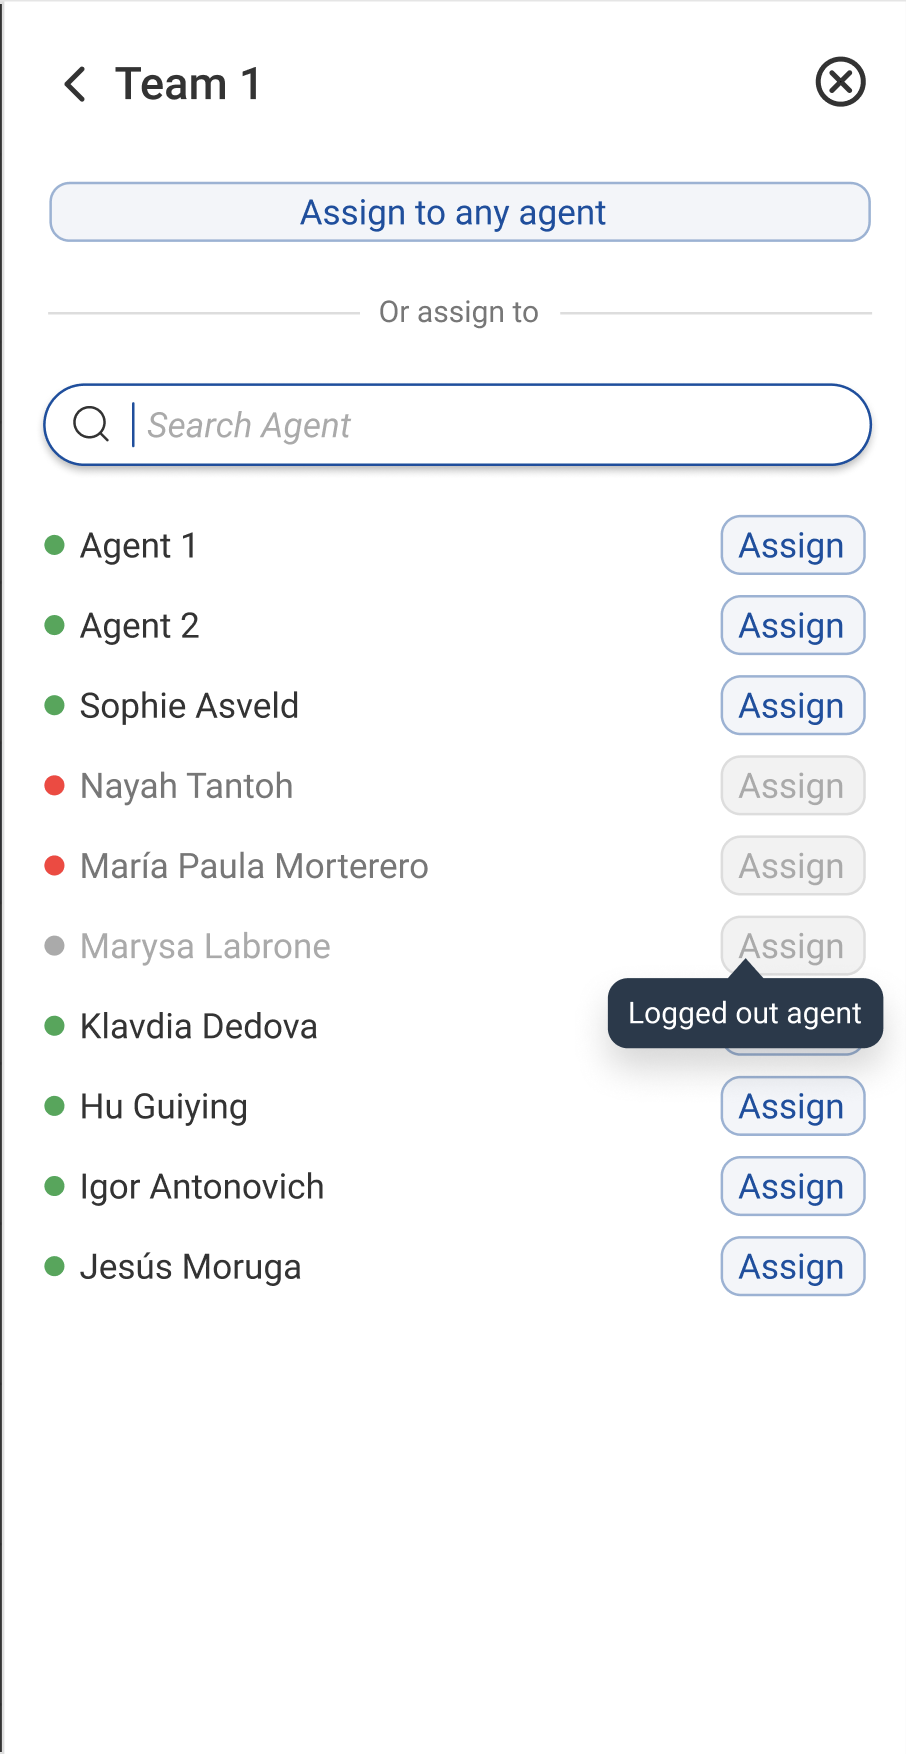 Team 1
Assign to any agent
Or assign to
Search Agent
Agent 1 Assign
Agent 2 Assign
Sophie Asveld Assign
Nayah Tantoh Assign
María Paula Morterero Assign
Marysa Labrone Assign
Logged out agent
Klavdia Dedova
Hu Guiying Assign
Igor Antonovich Assign
Jesús Moruga Assign